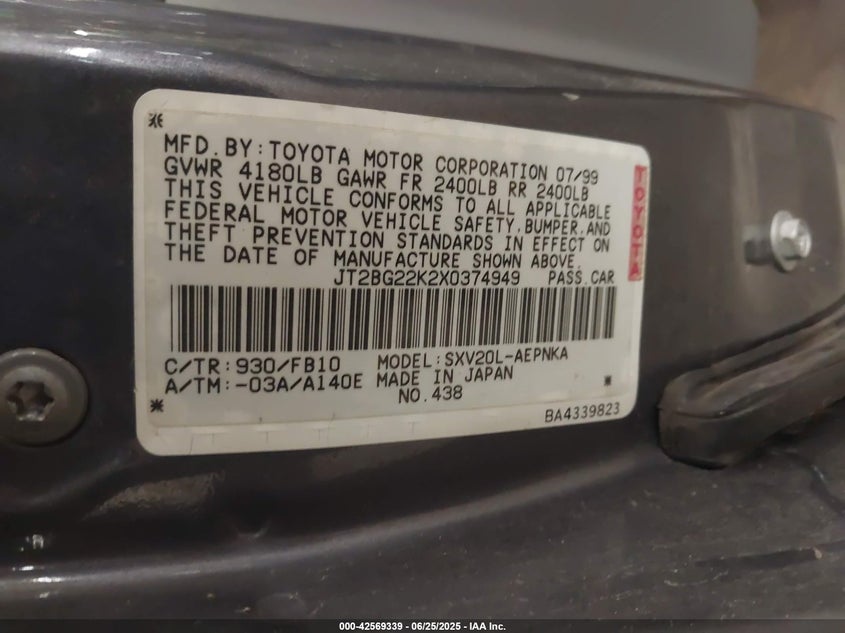 MFD.BY:TOYOTA MOTOR CORPORATION 07/99
GVWR 4180LB GAWR FR 2400LB RR 2400LB
THIS VEHICLE CONFORMS TO ALL APPLICABLE
FEDERAL MOTOR VEHICLE SAFETY,BUMPER,AND
THEFT PREVENTION STANDARDS IN EFFECT ON
THE DATE OF MANUFACTURE SHOWN ABOVE.
JT2BG22K2X0374949 PASS.CAR
TOYOTA
C/TR:930/FB10 MODEL:SXV20L-AEPNKA
A/TM:-03A/A140E MADE IN JAPAN
NO.438
BA4339823
000-42569339 - 06/25/2025 - IAA Inc.